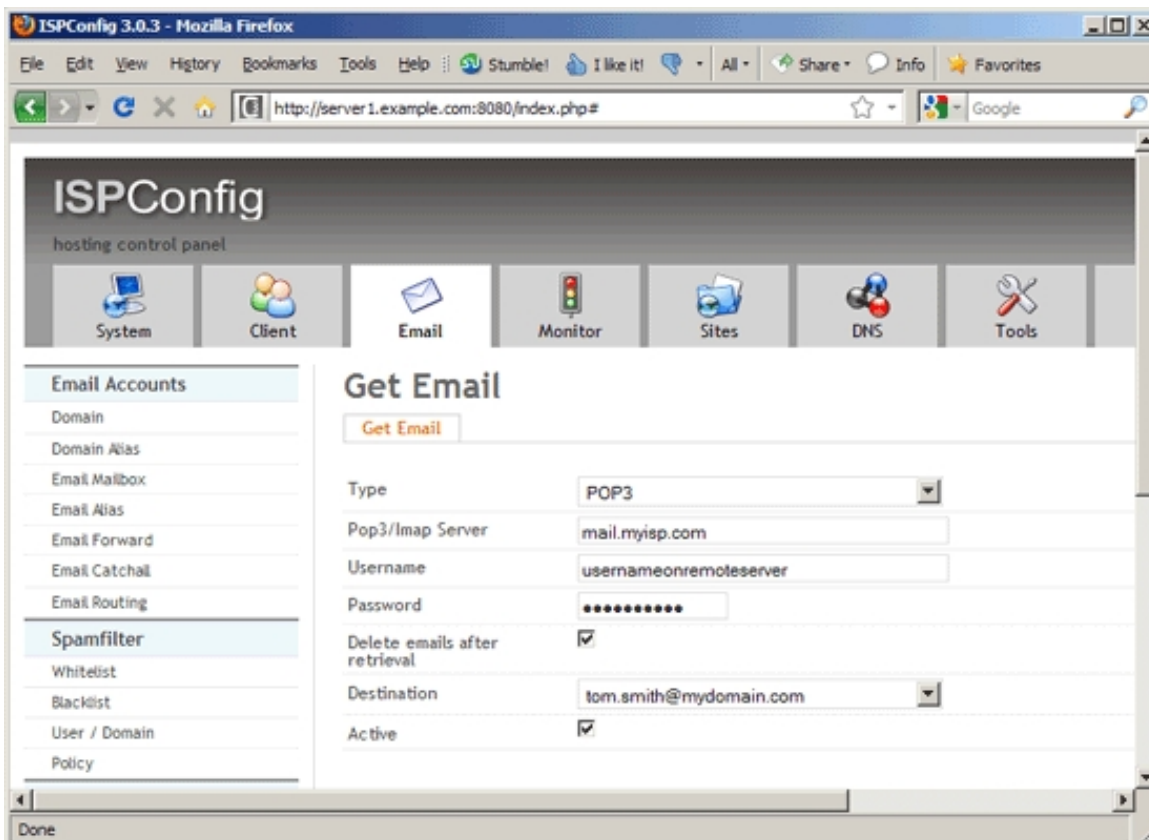 ISPConfig 3.0.3 - Mozilla Firefox
File Edit View History Bookmarks Tools Help Stumble! I like it! All Share Info Favorites
http://server1.example.com:8080/index.php# Google
ISPConfig
hosting control panel
System Client Email Monitor Sites DNS Tools
Email Accounts
Domain
Domain Alias
Email Mailbox
Email Alias
Email Forward
Email Catchall
Email Routing
Spamfilter
Whitelist
Blacklist
User / Domain
Policy
Get Email
Get Email
Type POP3
Pop3/Imap Server mail.myisp.com
Username usernameonremoteserver
Password ●●●●●●●●●●
Delete emails after
retrieval
Destination tom.smith@mydomain.com
Active
Done